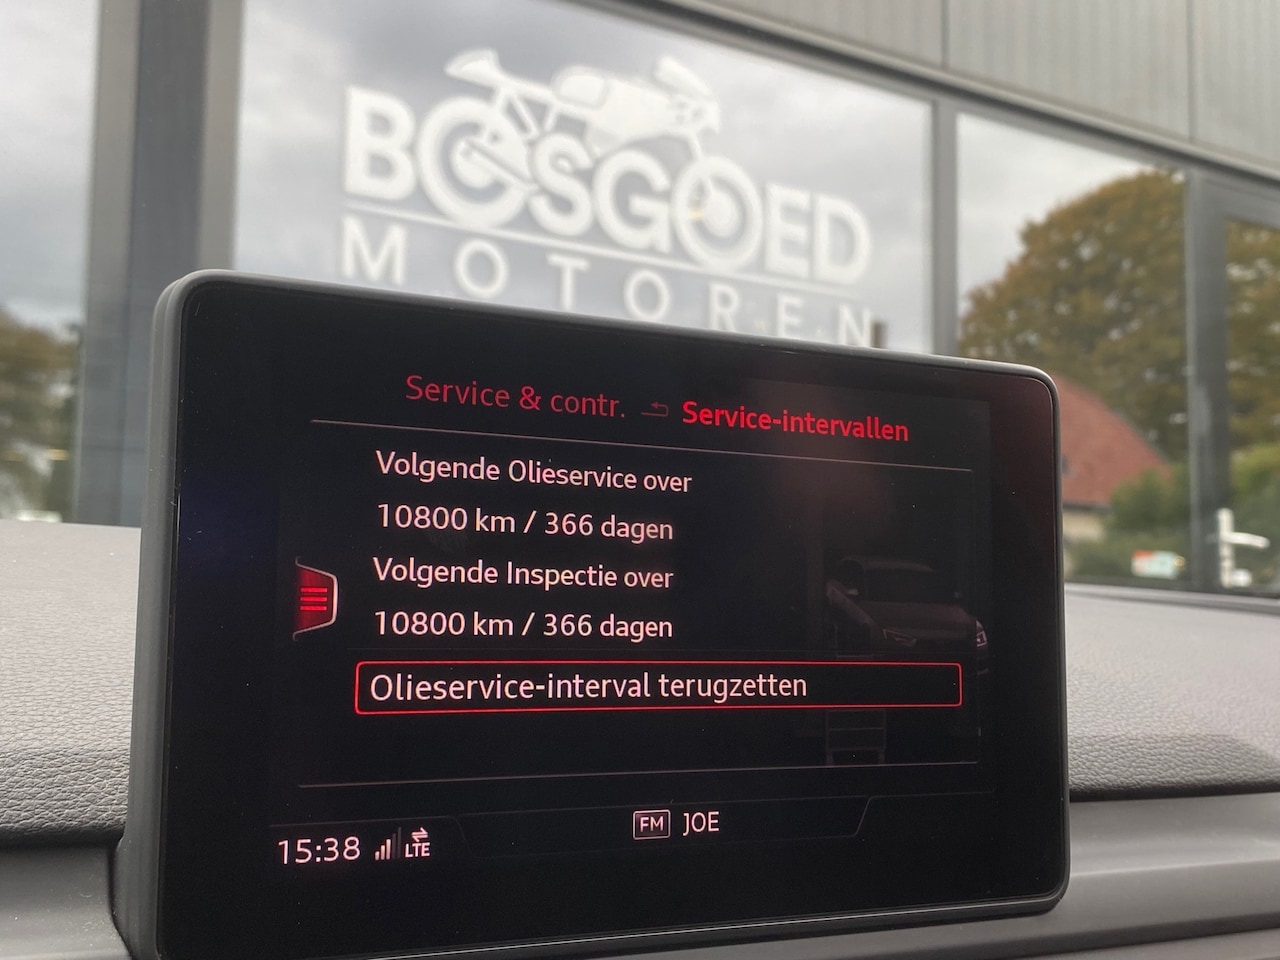 BOSGOED
MOTOREN
Service & contr. Service-intervallen
Volgende Olieservice over
10800 km / 366 dagen
Volgende Inspectie over
10800 km / 366 dagen
Olieservice-interval terugzetten
15:38 LTE FM JOE